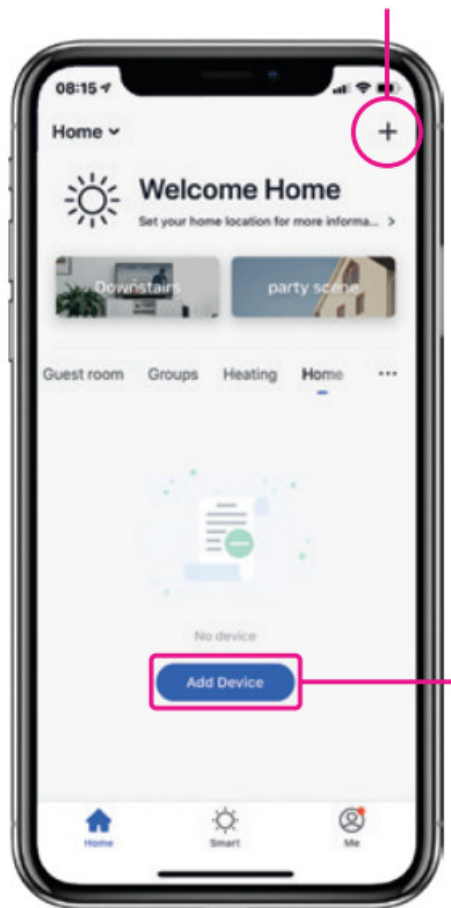 08:15
Home
Welcome Home
Set your home location for more informa... >
Downstairs
party scene
Guest room Groups Heating Home ...
No device
Add Device
Home Smart Me